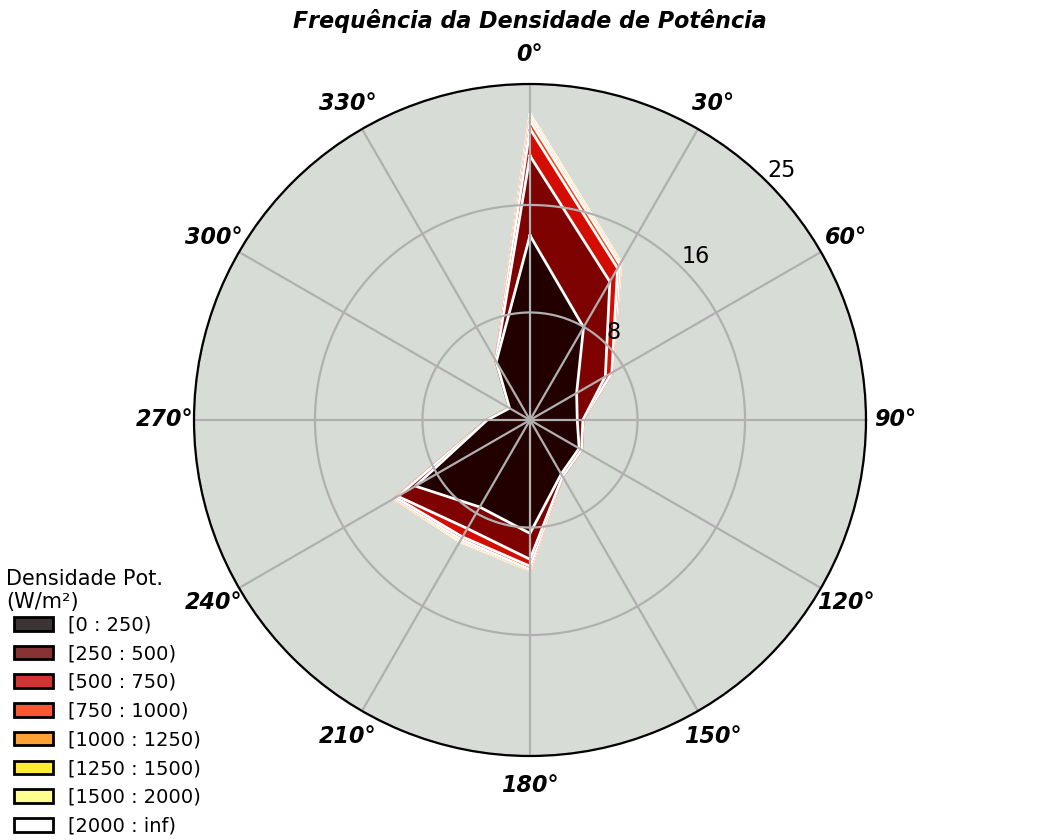 Frequência da Densidade de Potência
0°
330°
30°
25
300°
60°
16
8
270°
90°
240°
120°
210°
150°
180°
Densidade Pot.
(W/m²)
[0 : 250)
[250 : 500)
[500 : 750)
[750 : 1000)
[1000 : 1250)
[1250 : 1500)
[1500 : 2000)
[2000 : inf)